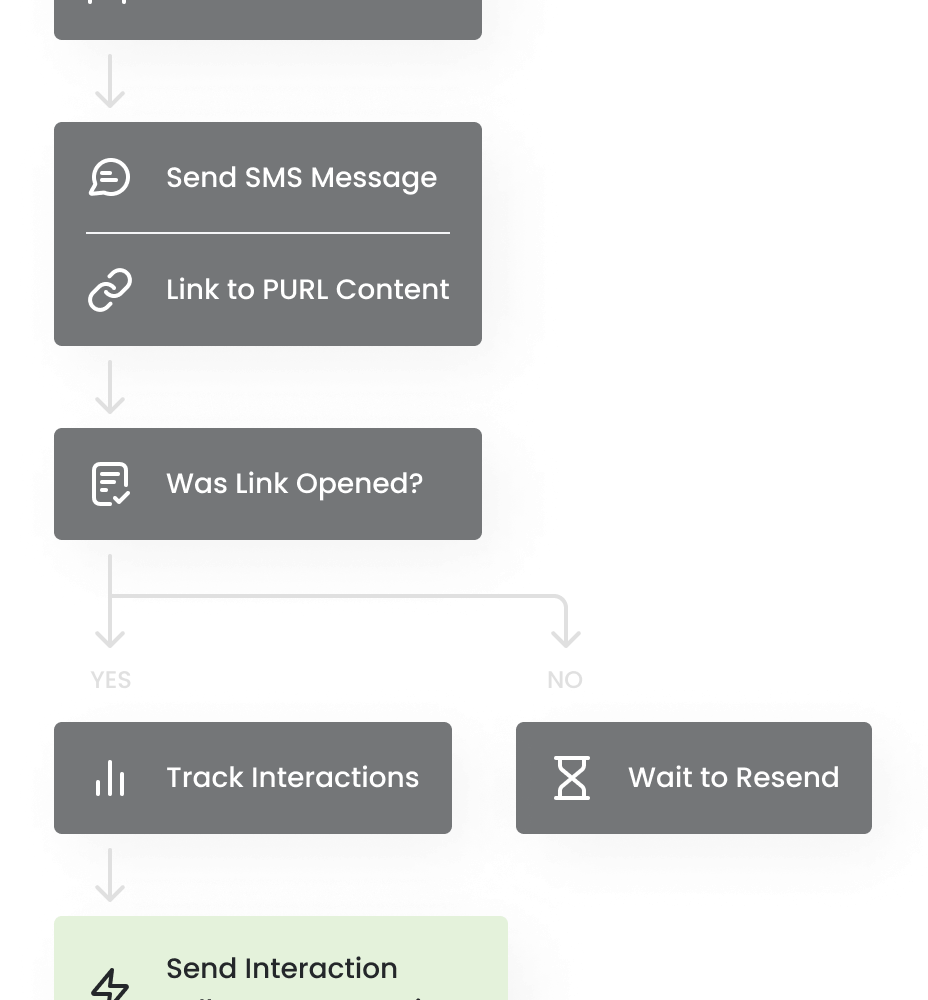 Send SMS Message
Link to PURL Content
Was Link Opened?
YES
NO
Track Interactions
Wait to Resend
Send Interaction